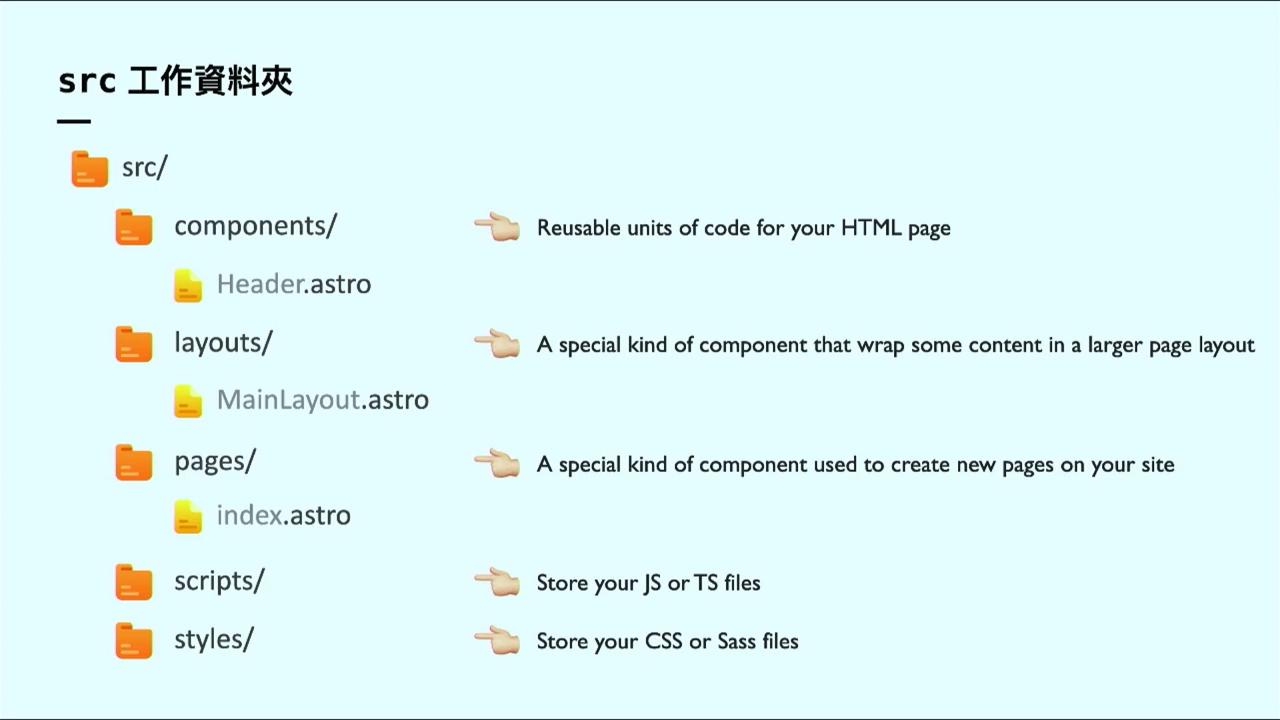 src 工作資料夾
src/
components/
Reusable units of code for your HTML page
Header.astro
layouts/
A special kind of component that wrap some content in a larger page layout
MainLayout.astro
pages/
A special kind of component used to create new pages on your site
index.astro
scripts/
Store your JS or TS files
styles/
Store your CSS or Sass files